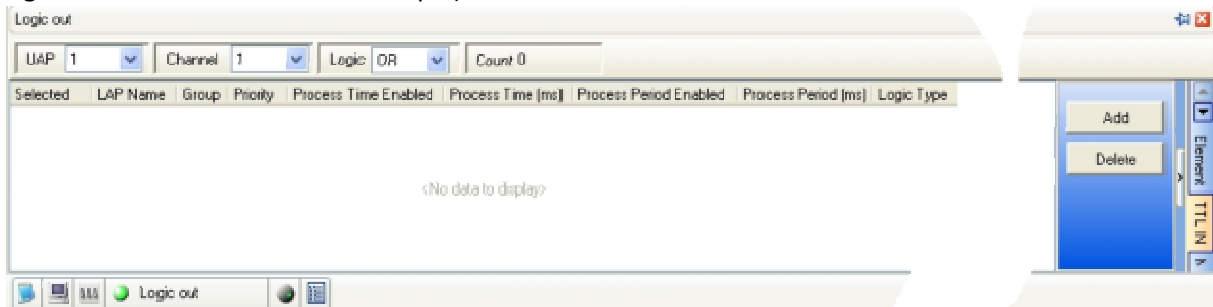 Logic out
UAP 1 Channel 1 Logic OR Count 0
Selected LAP Name Group Priority Process Time Enabled Process Time (ms) Process Period Enabled Process Period (ms) Logic Type
<No data to display>
Add
Delete
Element
TTL IN
Logic out